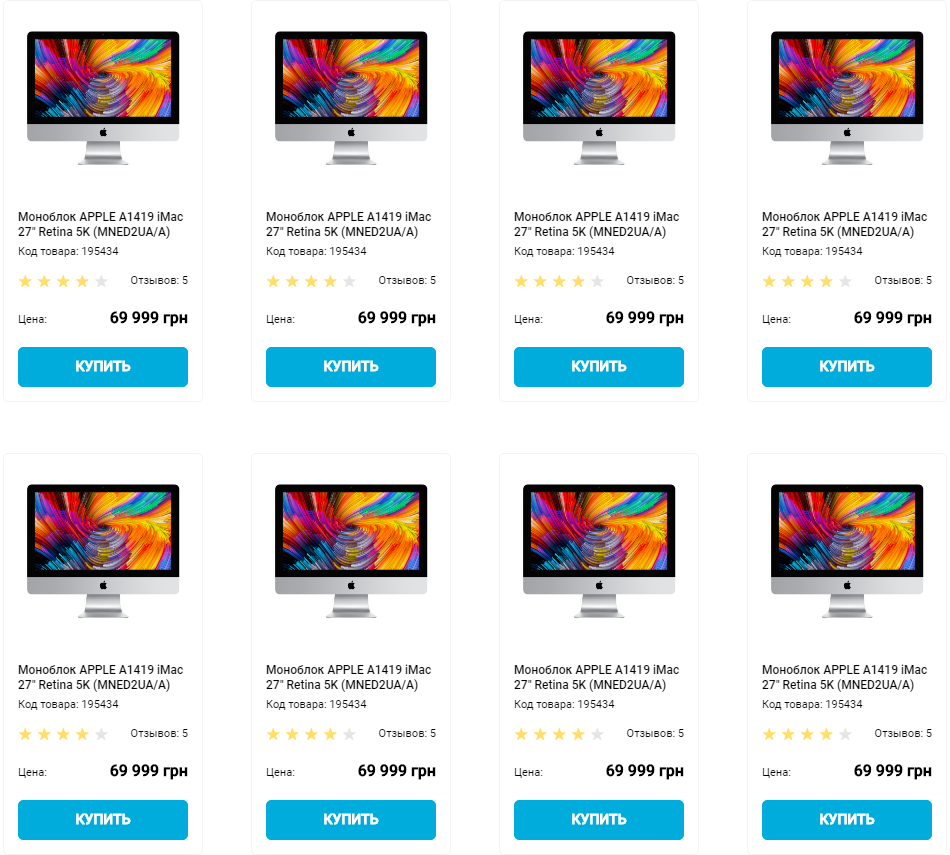 Моноблок APPLE A1419 iMac
27" Retina 5K (MNED2UA/A)
Код товара: 195434
Отзывов: 5
Цена: 69 999 грн
КУПИТЬ
Моноблок APPLE A1419 iMac
27" Retina 5K (MNED2UA/A)
Код товара: 195434
Отзывов: 5
Цена: 69 999 грн
КУПИТЬ
Моноблок APPLE A1419 iMac
27" Retina 5K (MNED2UA/A)
Код товара: 195434
Отзывов: 5
Цена: 69 999 грн
КУПИТЬ
Моноблок APPLE A1419 iMac
27" Retina 5K (MNED2UA/A)
Код товара: 195434
Отзывов: 5
Цена: 69 999 грн
КУПИТЬ
Моноблок APPLE A1419 iMac
27" Retina 5K (MNED2UA/A)
Код товара: 195434
Отзывов: 5
Цена: 69 999 грн
КУПИТЬ
Моноблок APPLE A1419 iMac
27" Retina 5K (MNED2UA/A)
Код товара: 195434
Отзывов: 5
Цена: 69 999 грн
КУПИТЬ
Моноблок APPLE A1419 iMac
27" Retina 5K (MNED2UA/A)
Код товара: 195434
Отзывов: 5
Цена: 69 999 грн
КУПИТЬ
Моноблок APPLE A1419 iMac
27" Retina 5K (MNED2UA/A)
Код товара: 195434
Отзывов: 5
Цена: 69 999 грн
КУПИТЬ